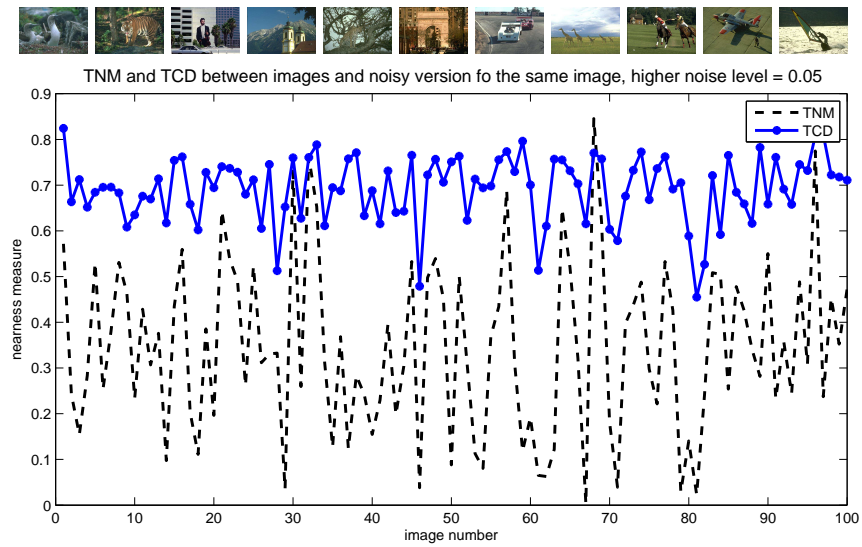 TNM and TCD between images and noisy version fo the same image, higher noise level = 0.05
0.9
0.8
0.7
0.6
0.5
0.4
0.3
0.2
0.1
0
nearness measure
TNM
TCD
0 10 20 30 40 50 60 70 80 90 100
image number